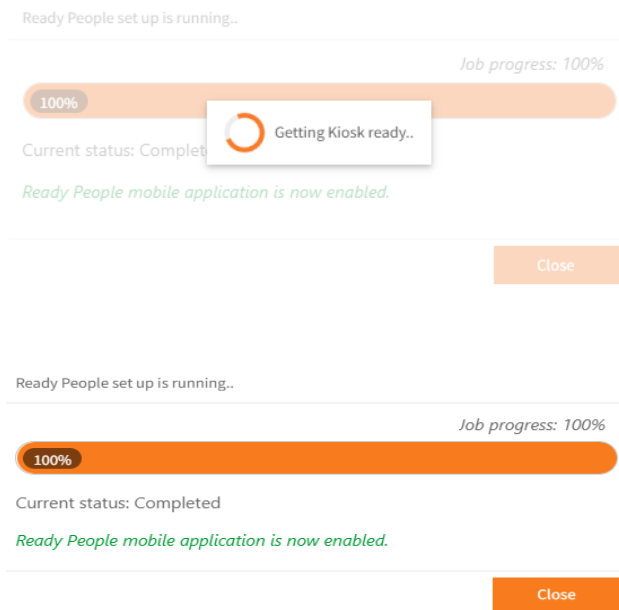 Ready People set up is running..
Job progress: 100%
100%
Getting Kiosk ready..
Current status: Complet
Ready People mobile application is now enabled.
Close
Ready People set up is running..
Job progress: 100%
100%
Current status: Completed
Ready People mobile application is now enabled.
Close